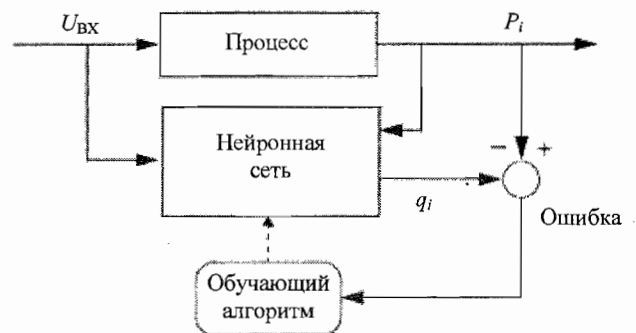 U_ВХ
Процесс
P_i
Нейронная
сеть
− +
q_i
Ошибка
Обучающий
алгоритм